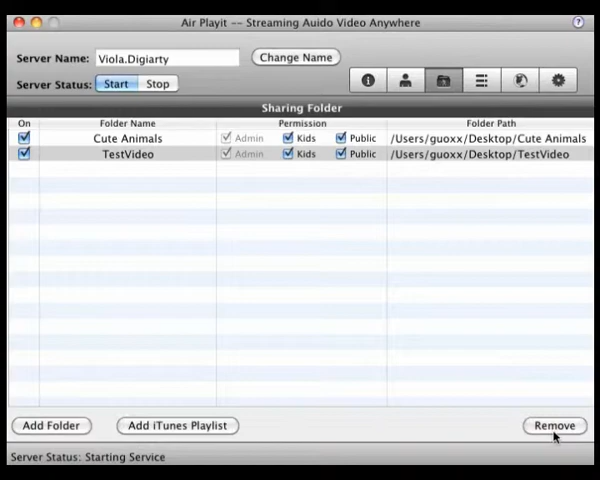 Air Playit -- Streaming Auido Video Anywhere ?
Server Name: Viola.Digiarty Change Name
Server Status: Start Stop
Sharing Folder
On Folder Name Permission Folder Path
Cute Animals Admin Kids Public /Users/guoxx/Desktop/Cute Animals
TestVideo Admin Kids Public /Users/guoxx/Desktop/TestVideo
Add Folder Add iTunes Playlist Remove
Server Status: Starting Service